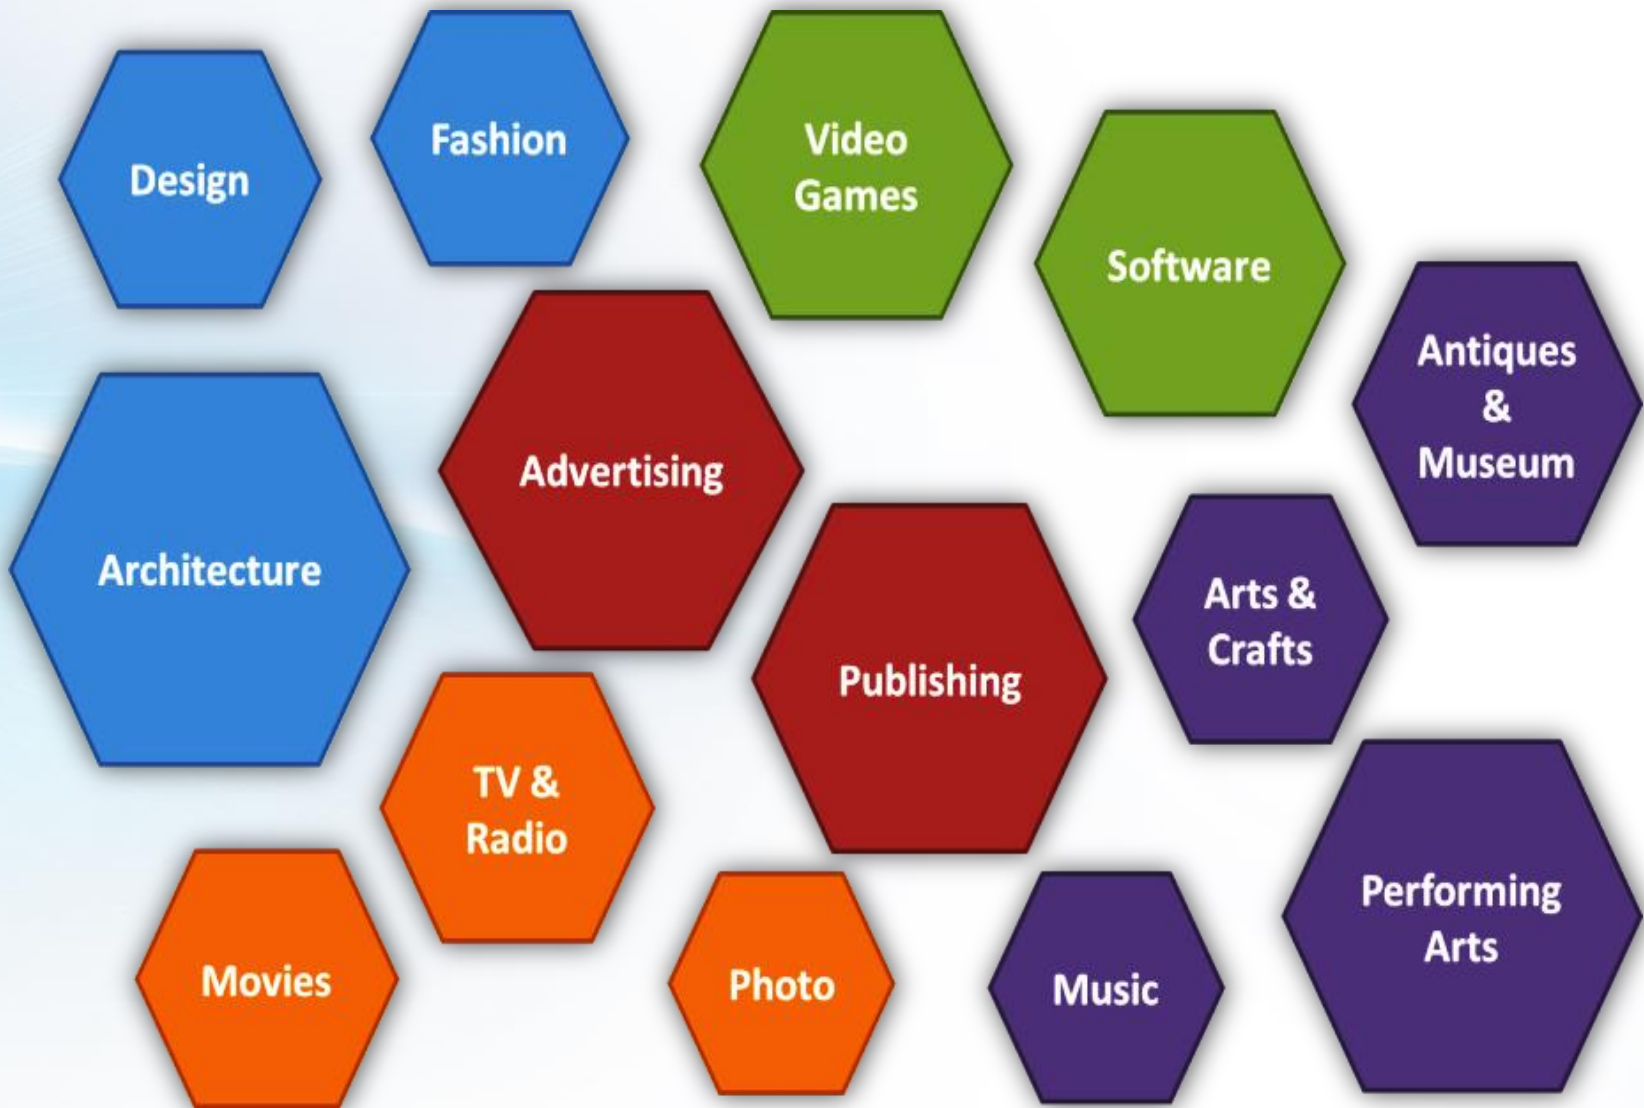 Design
Fashion
Video
Games
Software
Antiques
&
Museum
Advertising
Architecture
Arts &
Crafts
Publishing
TV &
Radio
Performing
Arts
Movies
Photo
Music